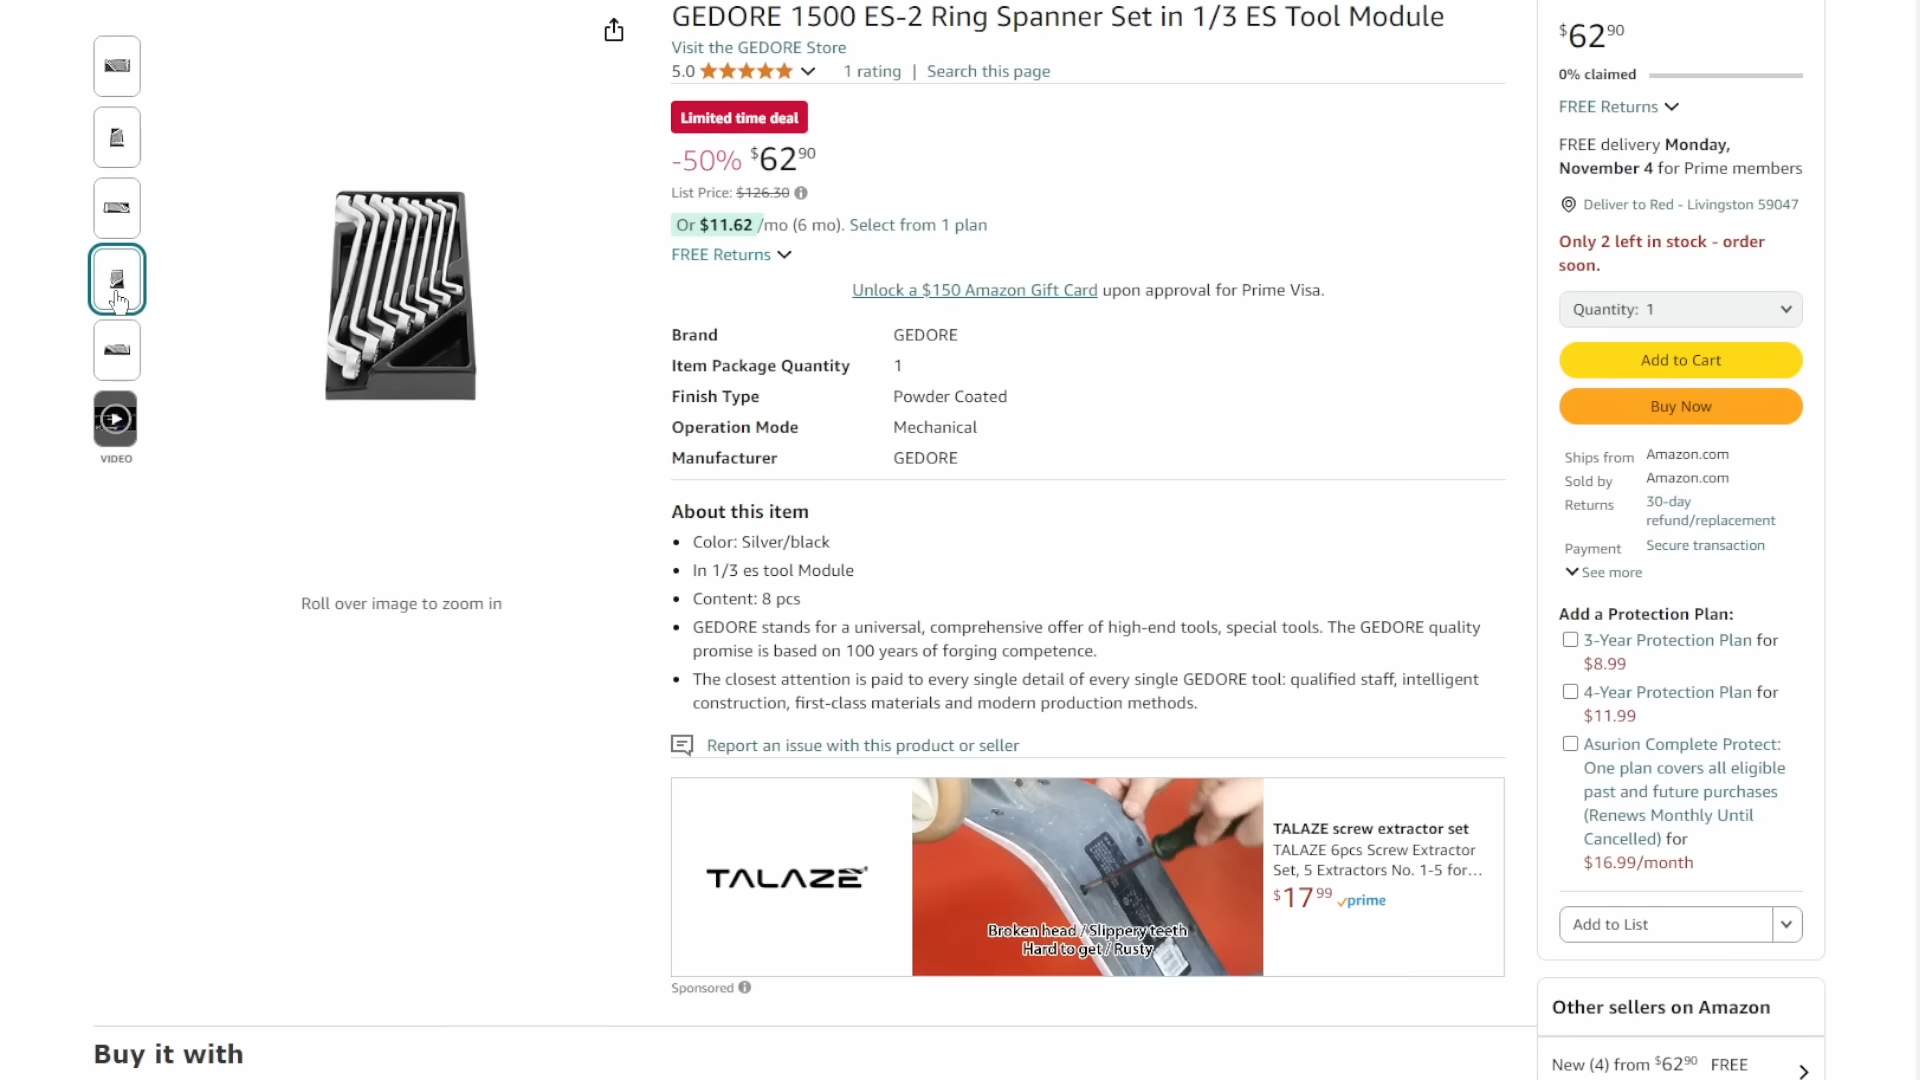 GEDORE 1500 ES-2 Ring Spanner Set in 1/3 ES Tool Module
Visit the GEDORE Store
5.0 1 rating | Search this page
Limited time deal
-50% $62 90
List Price: $126.30
Or $11.62 /mo (6 mo). Select from 1 plan
FREE Returns
Unlock a $150 Amazon Gift Card upon approval for Prime Visa.
Brand GEDORE
Item Package Quantity 1
Finish Type Powder Coated
Operation Mode Mechanical
Manufacturer GEDORE
About this item
• Color: Silver/black
• In 1/3 es tool Module
• Content: 8 pcs
• GEDORE stands for a universal, comprehensive offer of high-end tools, special tools. The GEDORE quality
promise is based on 100 years of forging competence.
• The closest attention is paid to every single detail of every single GEDORE tool: qualified staff, intelligent
construction, first-class materials and modern production methods.
Report an issue with this product or seller
TALAZE
Broken head / Slippery teeth
Hard to get / Rusty
TALAZE screw extractor set
TALAZE 6pcs Screw Extractor
Set, 5 Extractors No. 1-5 for...
$17 99 prime
Sponsored
VIDEO
Roll over image to zoom in
Buy it with
$62 90
0% claimed
FREE Returns
FREE delivery Monday,
November 4 for Prime members
Deliver to Red - Livingston 59047
Only 2 left in stock - order
soon.
Quantity: 1
Add to Cart
Buy Now
Ships from Amazon.com
Sold by Amazon.com
Returns 30-day
refund/replacement
Payment Secure transaction
See more
Add a Protection Plan:
3-Year Protection Plan for
$8.99
4-Year Protection Plan for
$11.99
Asurion Complete Protect:
One plan covers all eligible
past and future purchases
(Renews Monthly Until
Cancelled) for
$16.99/month
Add to List
Other sellers on Amazon
New (4) from $62 90 FREE